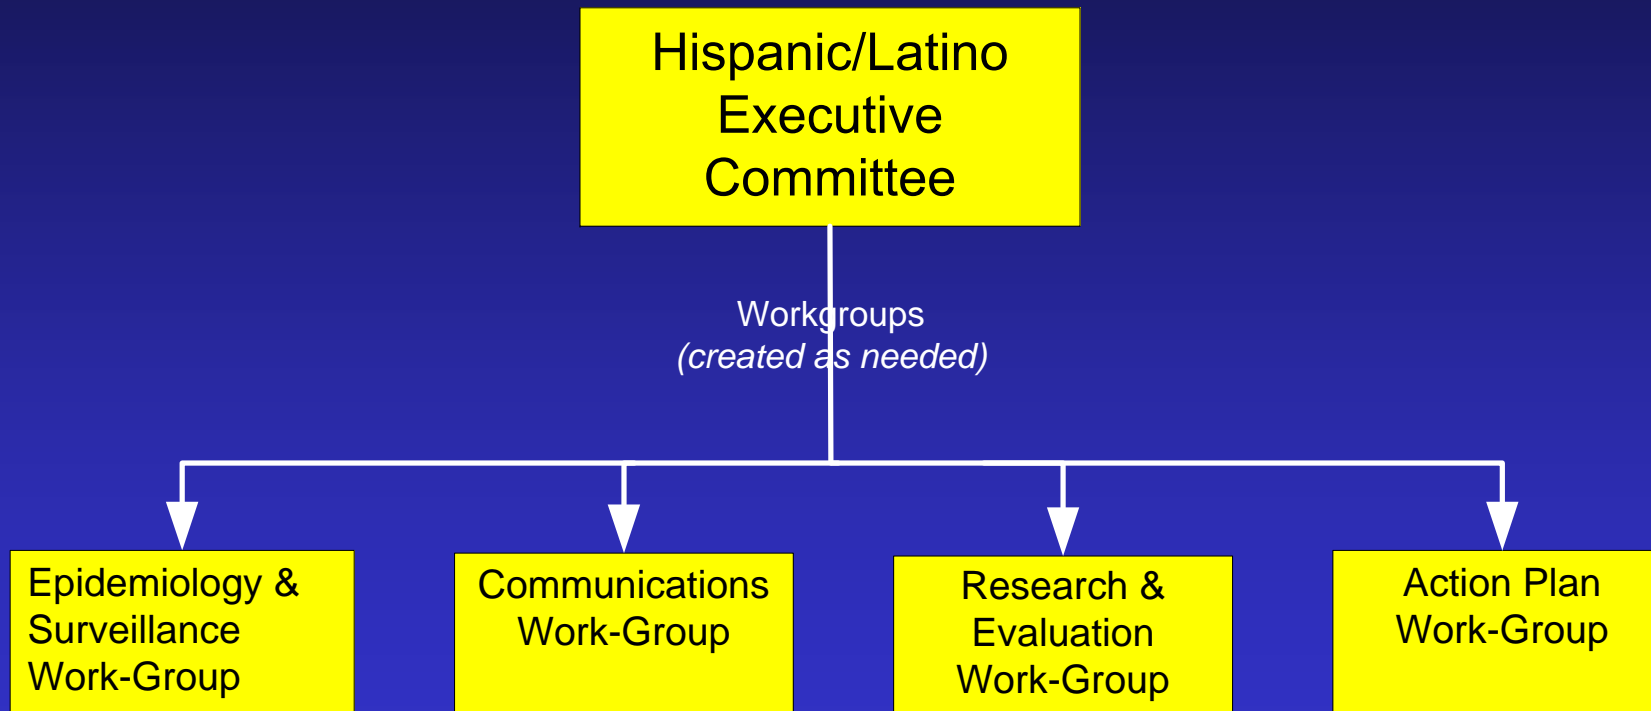 Hispanic/Latino
Executive
Committee
Workgroups
(created as needed)
Epidemiology &
Surveillance
Work-Group
Communications
Work-Group
Research &
Evaluation
Work-Group
Action Plan
Work-Group